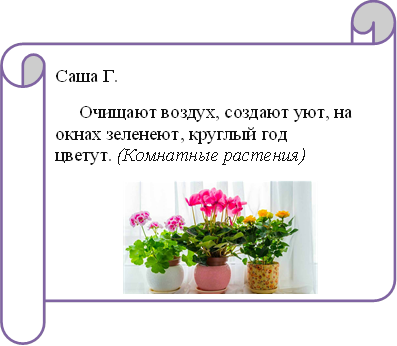 Саша Г.
Очищают воздух, создают уют, на
окнах зеленеют, круглый год
цветут. (Комнатные растения)